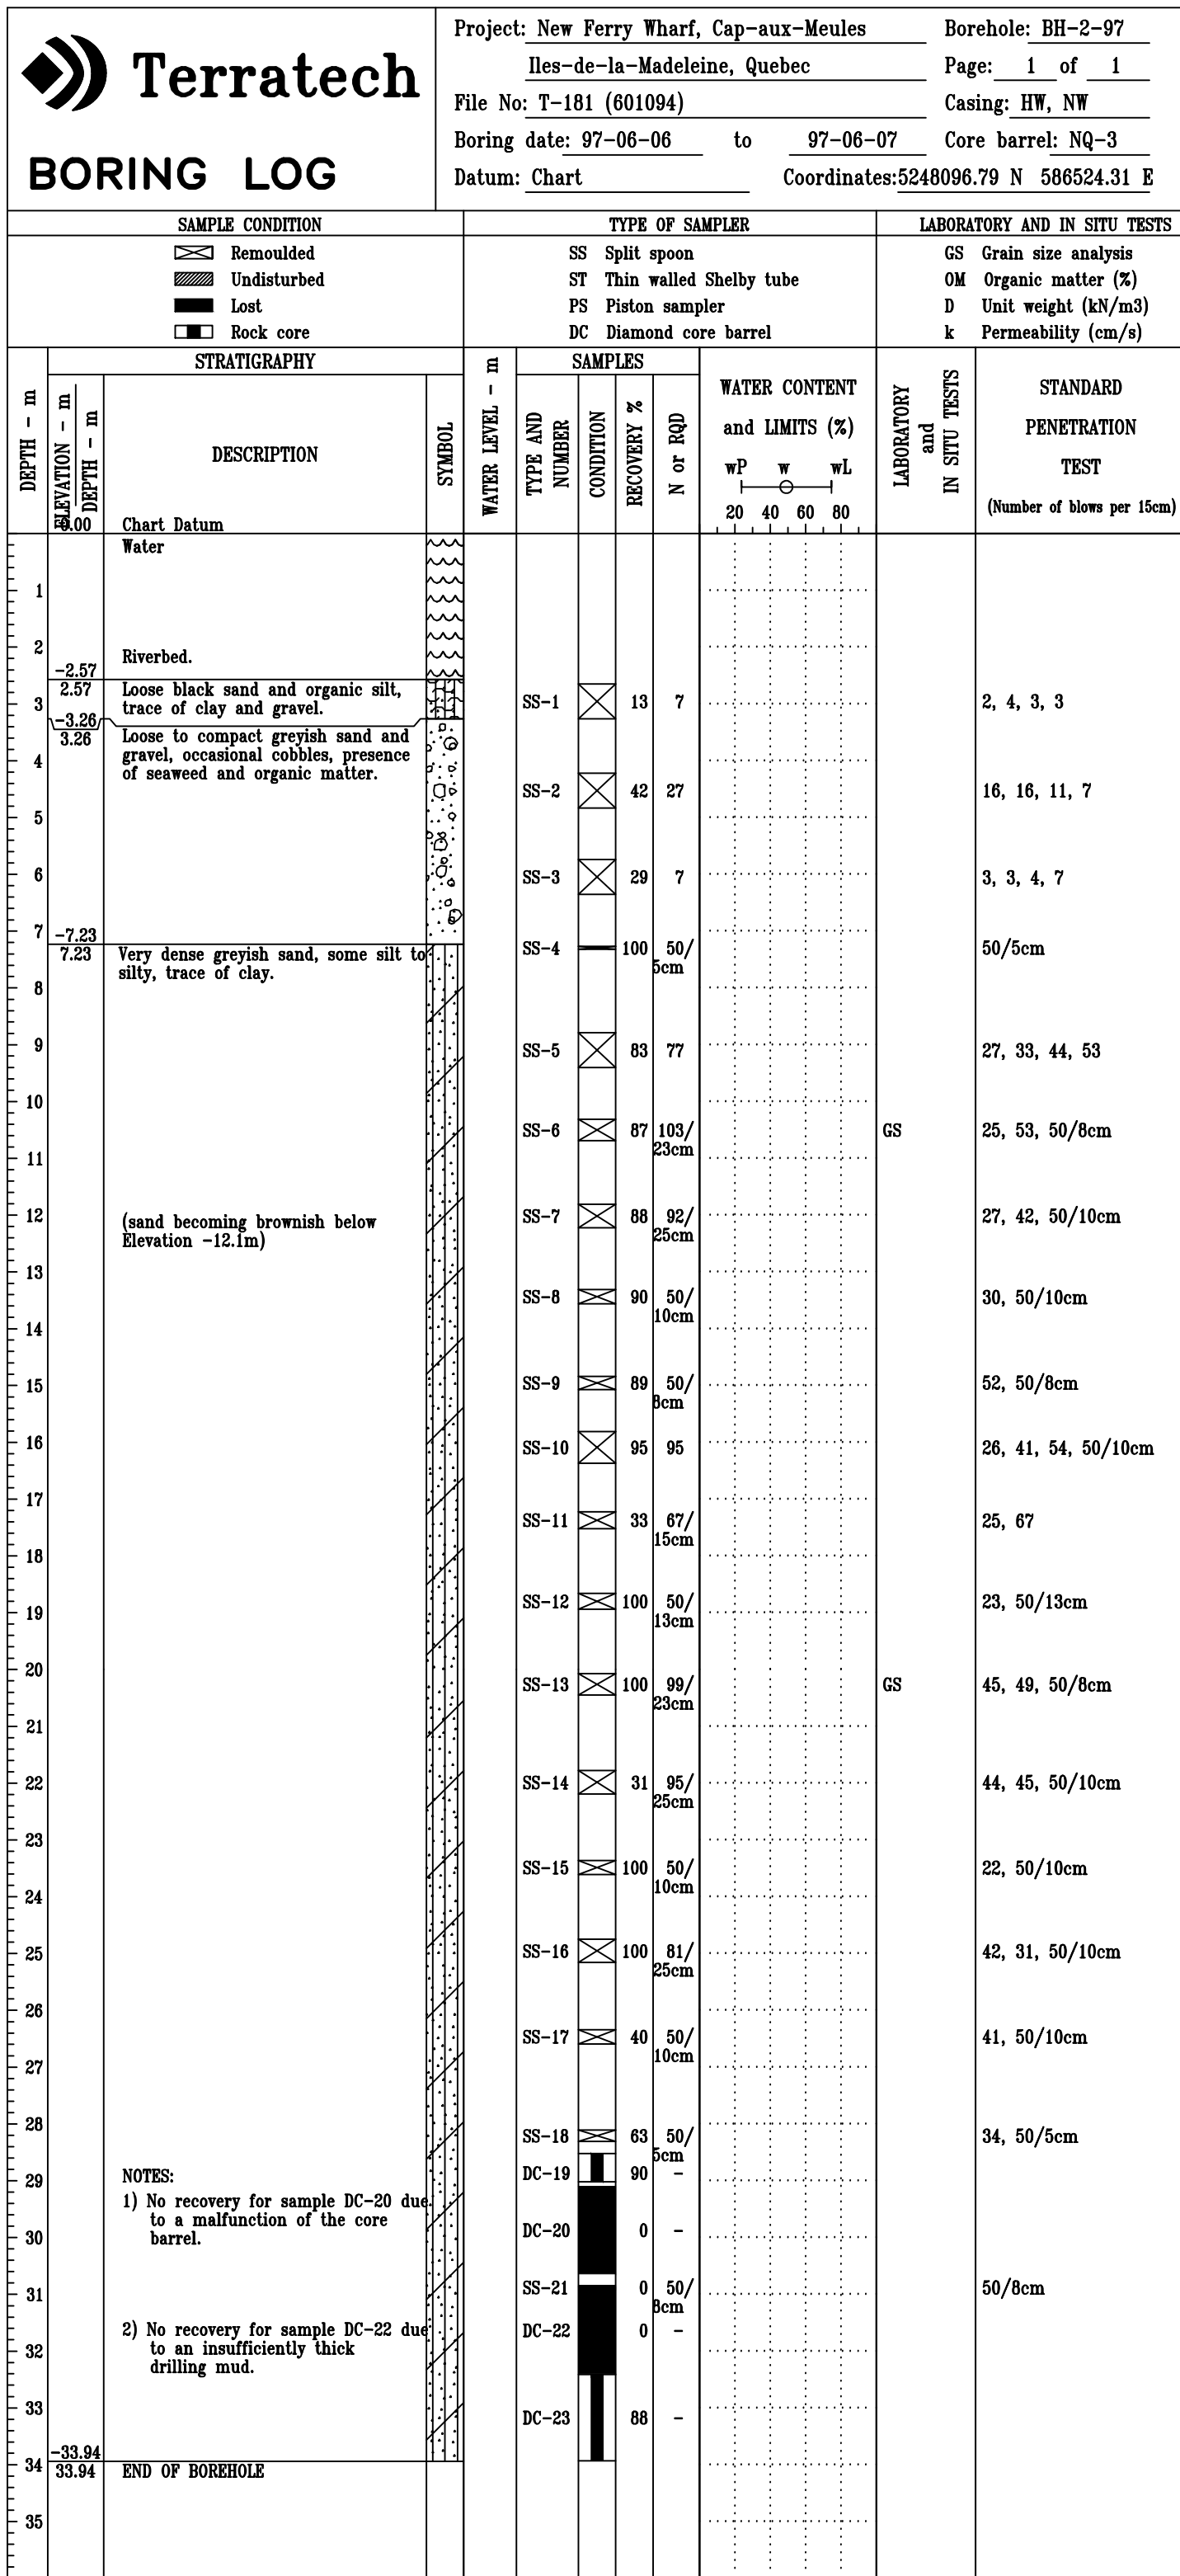 Terratech
BORING LOG
Project: New Ferry Wharf, Cap-aux-Meules
Iles-de-la-Madeleine, Quebec
File No: T-181 (601094)
Boring date: 97-06-06 to 97-06-07
Datum: Chart
Borehole: BH-2-97
Page: 1 of 1
Casing: HW, NW
Core barrel: NQ-3
Coordinates: 5248096.79 N 586524.31 E
SAMPLE CONDITION
Remoulded
Undisturbed
Lost
Rock core
TYPE OF SAMPLER
SS Split spoon
ST Thin walled Shelby tube
PS Piston sampler
DC Diamond core barrel
LABORATORY AND IN SITU TESTS
GS Grain size analysis
OM Organic matter (%)
D Unit weight (kN/m3)
k Permeability (cm/s)
DEPTH - m
STRATIGRAPHY
ELEVATION - m
DEPTH - m
DESCRIPTION
SYMBOL
WATER LEVEL - m
SAMPLES
TYPE AND NUMBER
CONDITION
RECOVERY %
N or RQD
WATER CONTENT
and LIMITS (%)
wP w wL
20 40 60 80
LABORATORY
and
IN SITU TESTS
STANDARD
PENETRATION
TEST
(Number of blows per 15cm)
0.00 Chart Datum
Water
1
2
Riverbed.
-2.57
2.57 Loose black sand and organic silt,
trace of clay and gravel.
3 SS-1 13 7 2, 4, 3, 3
-3.26
3.26 Loose to compact greyish sand and
gravel, occasional cobbles, presence
of seaweed and organic matter.
4
SS-2 42 27 16, 16, 11, 7
5
6 SS-3 29 7 3, 3, 4, 7
7 -7.23
7.23 Very dense greyish sand, some silt to
silty, trace of clay.
SS-4 100 50/5cm 50/5cm
8
9 SS-5 83 77 27, 33, 44, 53
10
SS-6 87 103/23cm GS 25, 53, 50/8cm
11
12 SS-7 88 92/25cm 27, 42, 50/10cm
(sand becoming brownish below
Elevation -12.1m)
13
SS-8 90 50/10cm 30, 50/10cm
14
15 SS-9 89 50/8cm 52, 50/8cm
16 SS-10 95 95 26, 41, 54, 50/10cm
17
SS-11 33 67/15cm 25, 67
18
SS-12 100 50/13cm 23, 50/13cm
19
20 SS-13 100 99/23cm GS 45, 49, 50/8cm
21
22 SS-14 31 95/25cm 44, 45, 50/10cm
23
SS-15 100 50/10cm 22, 50/10cm
24
25 SS-16 100 81/25cm 42, 31, 50/10cm
26
SS-17 40 50/10cm 41, 50/10cm
27
28 SS-18 63 50/5cm 34, 50/5cm
29 DC-19 90 -
NOTES:
1) No recovery for sample DC-20 due
to a malfunction of the core
barrel.
30 DC-20 0 -
31 SS-21 0 50/8cm 50/8cm
DC-22 0 -
2) No recovery for sample DC-22 due
to an insufficiently thick
drilling mud.
32
33 DC-23 88 -
-33.94
34
33.94 END OF BOREHOLE
35